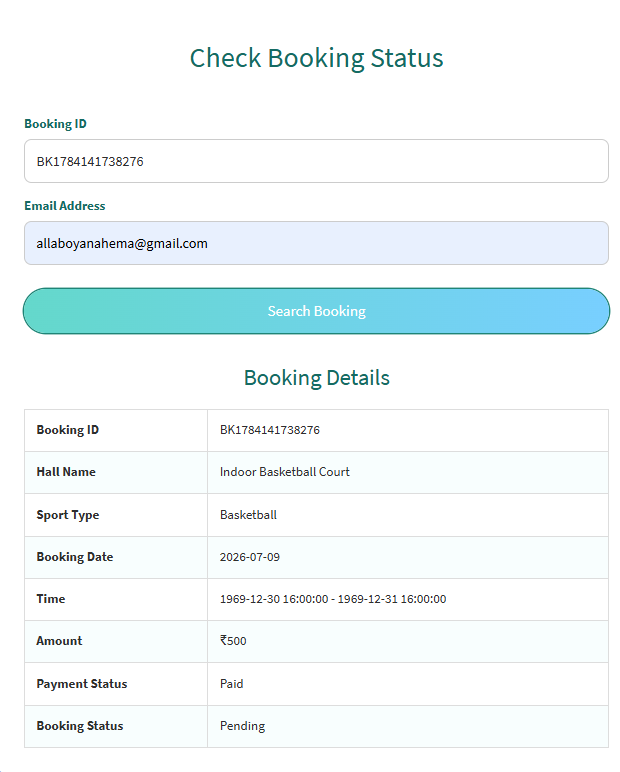 Check Booking Status
Booking ID
BK1784141738276
Email Address
allaboyanahema@gmail.com
Search Booking
Booking Details
Booking ID BK1784141738276
Hall Name Indoor Basketball Court
Sport Type Basketball
Booking Date 2026-07-09
Time 1969-12-30 16:00:00 - 1969-12-31 16:00:00
Amount ₹500
Payment Status Paid
Booking Status Pending